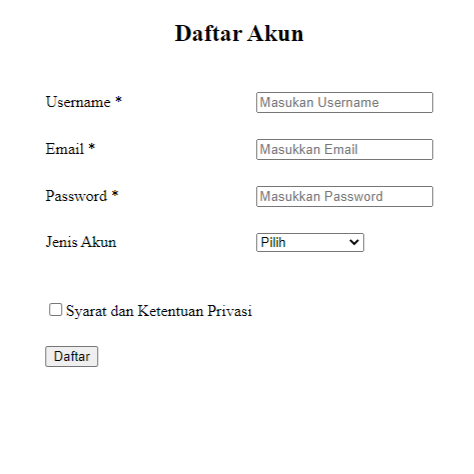 Daftar Akun
Username * Masukan Username
Email * Masukkan Email
Password * Masukkan Password
Jenis Akun Pilih
Syarat dan Ketentuan Privasi
Daftar